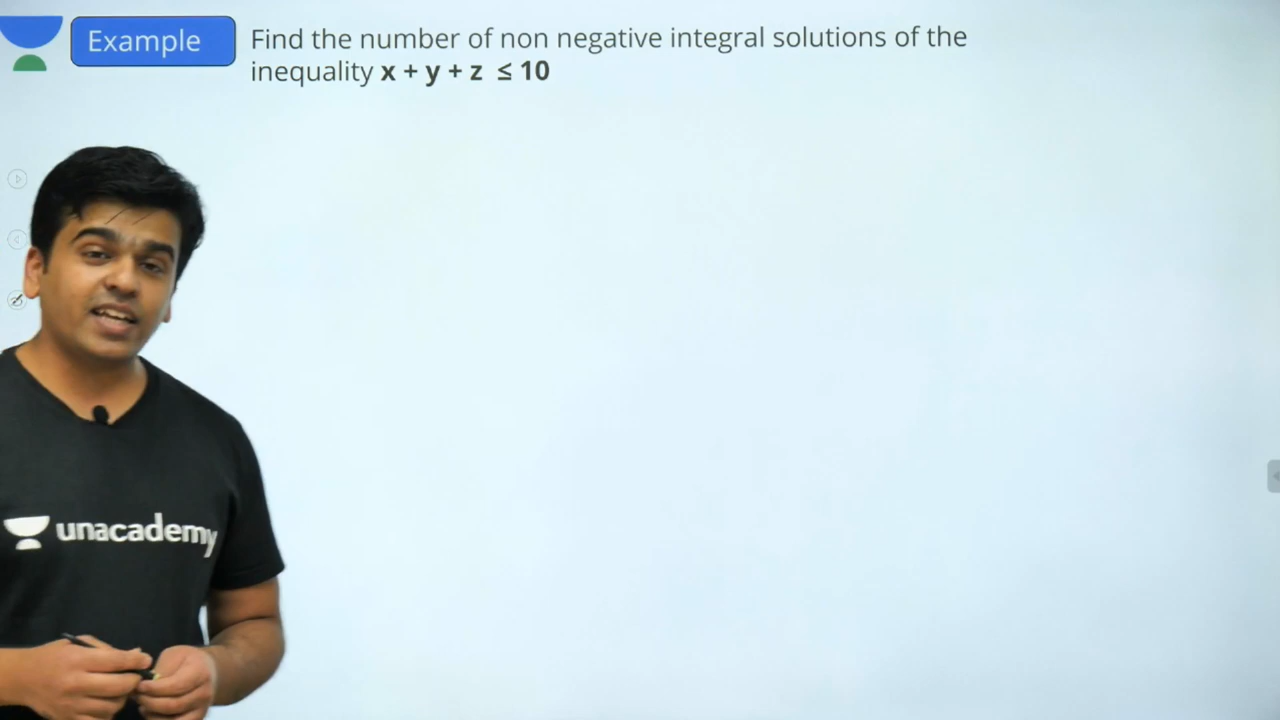 Example
Find the number of non negative integral solutions of the
inequality x + y + z ≤ 10
unacademy